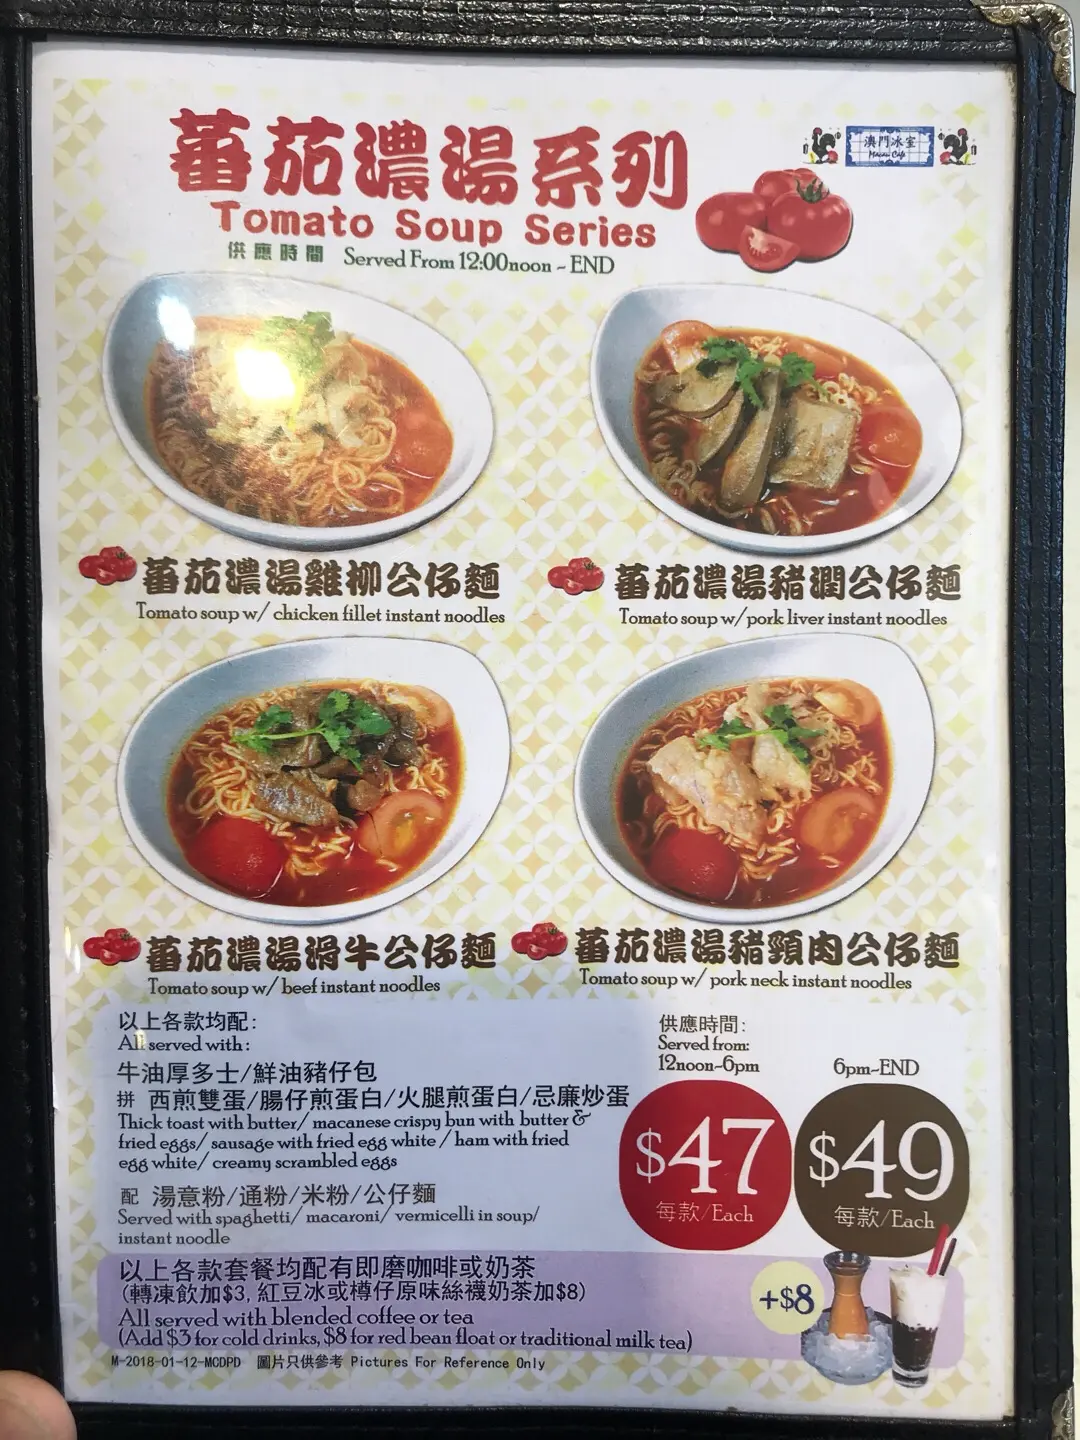 蕃茄濃湯系列
Tomato Soup Series
供應時間 Served From 12:00noon ~ END
澳門冰室
Macau Café
蕃茄濃湯雞柳公仔麵
Tomato soup w/ chicken fillet instant noodles
蕃茄濃湯豬潤公仔麵
Tomato soup w/pork liver instant noodles
蕃茄濃湯滑牛公仔麵
Tomato soup w/ beef instant noodles
蕃茄濃湯豬頸肉公仔麵
Tomato soup w/ pork neck instant noodles
以上各款均配:
All served with:
牛油厚多士/鮮油豬仔包
拼 西煎雙蛋/腸仔煎蛋白/火腿煎蛋白/忌廉炒蛋
Thick toast with butter/ macanese crispy bun with butter &
fried eggs/ sausage with fried egg white / ham with fried
egg white/ creamy scrambled eggs
配 湯意粉/通粉/米粉/公仔麵
Served with spaghetti/ macaroni/ vermicelli in soup/
instant noodle
供應時間:
Served from:
12noon~6pm
$47
每款/Each
6pm~END
$49
每款/Each
以上各款套餐均配有即磨咖啡或奶茶
(轉凍飲加$3, 紅豆冰或樽仔原味絲襪奶茶加$8)
All served with blended coffee or tea
(Add $3 for cold drinks, $8 for red bean float or traditional milk tea)
+$8
M-2018-01-12-MCDPD 圖片只供參考 Pictures For Reference Only